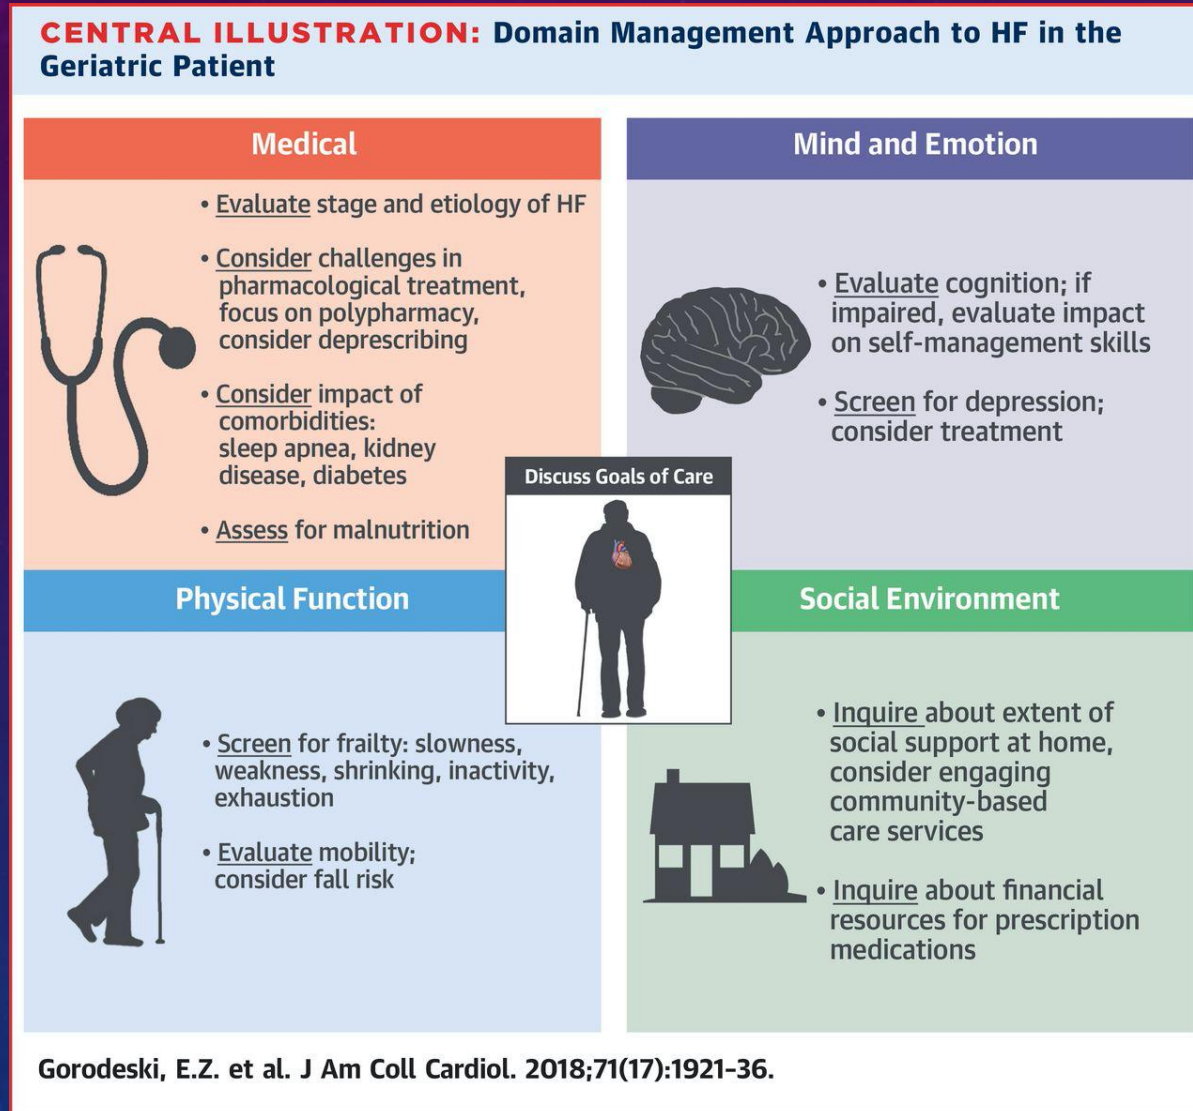 CENTRAL ILLUSTRATION: Domain Management Approach to HF in the
Geriatric Patient
Medical
• Evaluate stage and etiology of HF
• Consider challenges in
pharmacological treatment,
focus on polypharmacy,
consider deprescribing
• Consider impact of
comorbidities:
sleep apnea, kidney
disease, diabetes
• Assess for malnutrition
Mind and Emotion
• Evaluate cognition; if
impaired, evaluate impact
on self-management skills
• Screen for depression;
consider treatment
Discuss Goals of Care
Physical Function
• Screen for frailty: slowness,
weakness, shrinking, inactivity,
exhaustion
• Evaluate mobility;
consider fall risk
Social Environment
• Inquire about extent of
social support at home,
consider engaging
community-based
care services
• Inquire about financial
resources for prescription
medications
Gorodeski, E.Z. et al. J Am Coll Cardiol. 2018;71(17):1921–36.